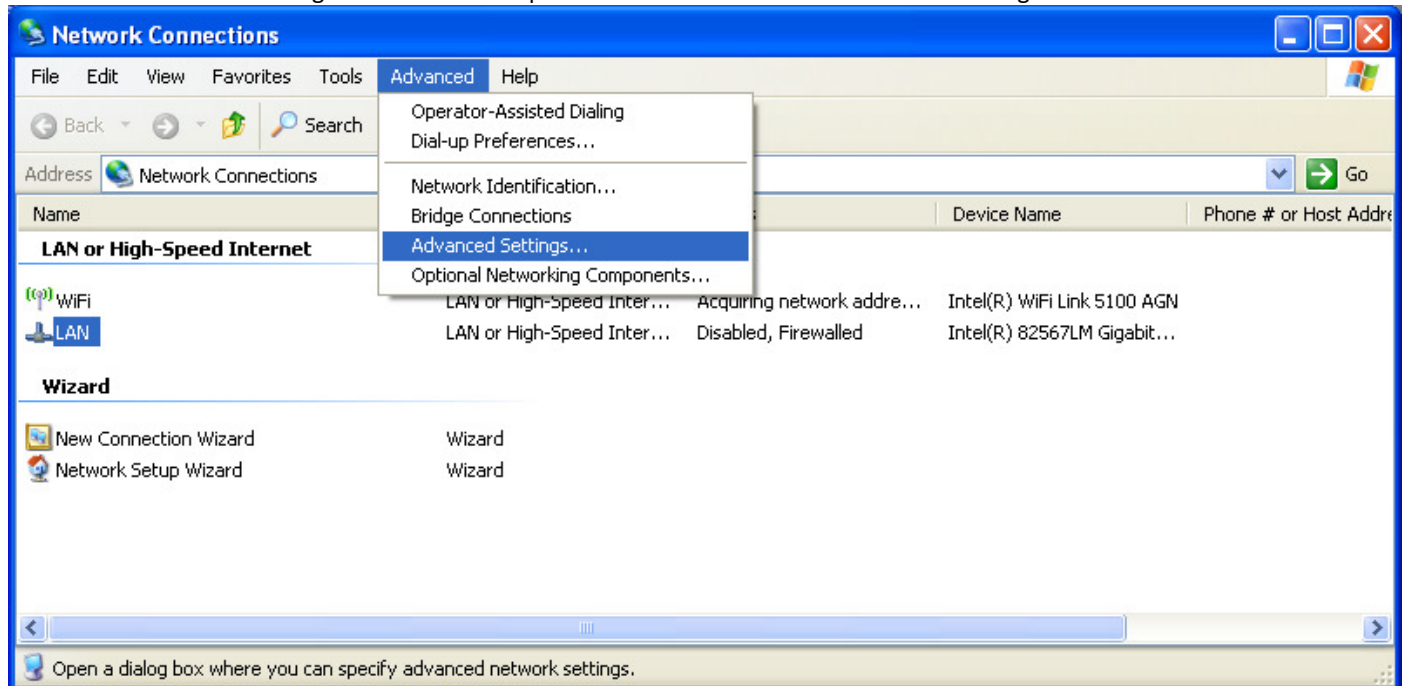 Network Connections
File Edit View Favorites Tools Advanced Help
Back Search
Operator-Assisted Dialing
Dial-up Preferences...
Address Network Connections Go
Network Identification...
Bridge Connections
Advanced Settings...
Optional Networking Components...
Name Device Name Phone # or Host Addre
LAN or High-Speed Internet
WiFi LAN or High-Speed Inter... Acquiring network addre... Intel(R) WiFi Link 5100 AGN
LAN LAN or High-Speed Inter... Disabled, Firewalled Intel(R) 82567LM Gigabit...
Wizard
New Connection Wizard Wizard
Network Setup Wizard Wizard
Open a dialog box where you can specify advanced network settings.